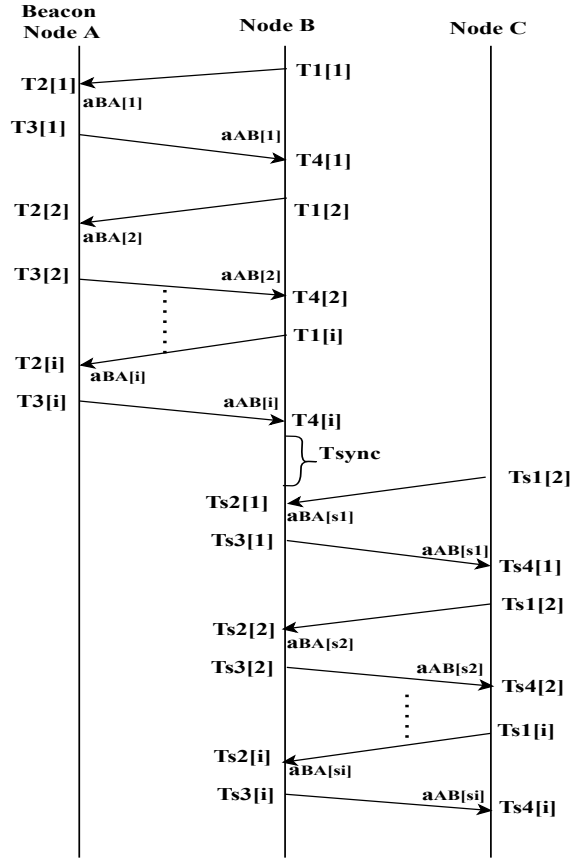 Beacon
Node A
Node B
Node C
T1[1]
T2[1]
aBA[1]
T3[1]
aAB[1]
T4[1]
T2[2]
T1[2]
aBA[2]
T3[2]
aAB[2]
T4[2]
T1[i]
T2[i]
aBA[i]
T3[i]
aAB[i]
T4[i]
Tsync
Ts1[2]
Ts2[1]
aBA[s1]
Ts3[1]
aAB[s1]
Ts4[1]
Ts1[2]
Ts2[2]
aBA[s2]
Ts3[2]
aAB[s2]
Ts4[2]
Ts1[i]
Ts2[i]
aBA[si]
Ts3[i]
aAB[si]
Ts4[i]